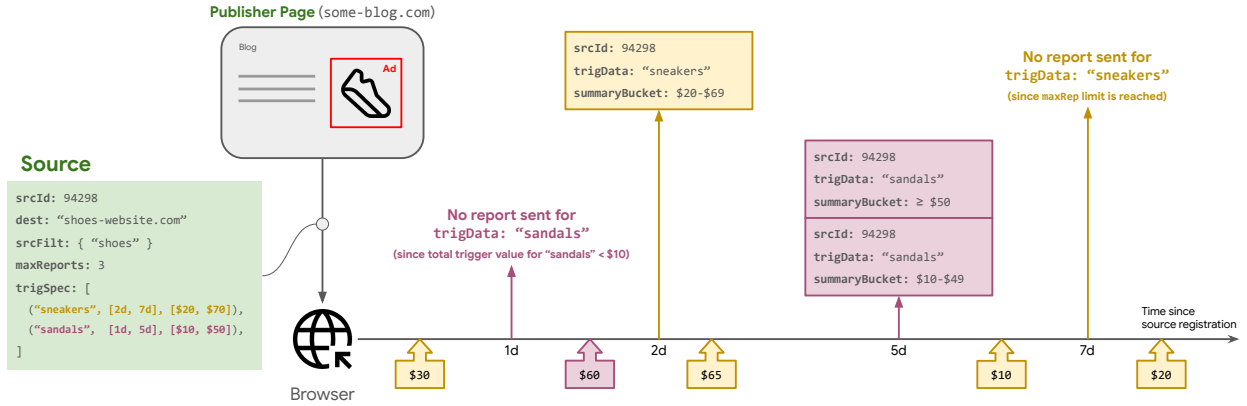 Publisher Page (some-blog.com)
Blog
Ad
Source
srcId: 94298
dest: “shoes-website.com”
srcFilt: { “shoes” }
maxReports: 3
trigSpec: [
(“sneakers”, [2d, 7d], [$20, $70]),
(“sandals”, [1d, 5d], [$10, $50]),
]
Browser
No report sent for
trigData: “sandals”
(since total trigger value for “sandals” < $10)
srcId: 94298
trigData: “sneakers”
summaryBucket: $20-$69
srcId: 94298
trigData: “sandals”
summaryBucket: ≥ $50
srcId: 94298
trigData: “sandals”
summaryBucket: $10-$49
No report sent for
trigData: “sneakers”
(since maxRep limit is reached)
Time since
source registration
1d
2d
5d
7d
$30
$60
$65
$10
$20